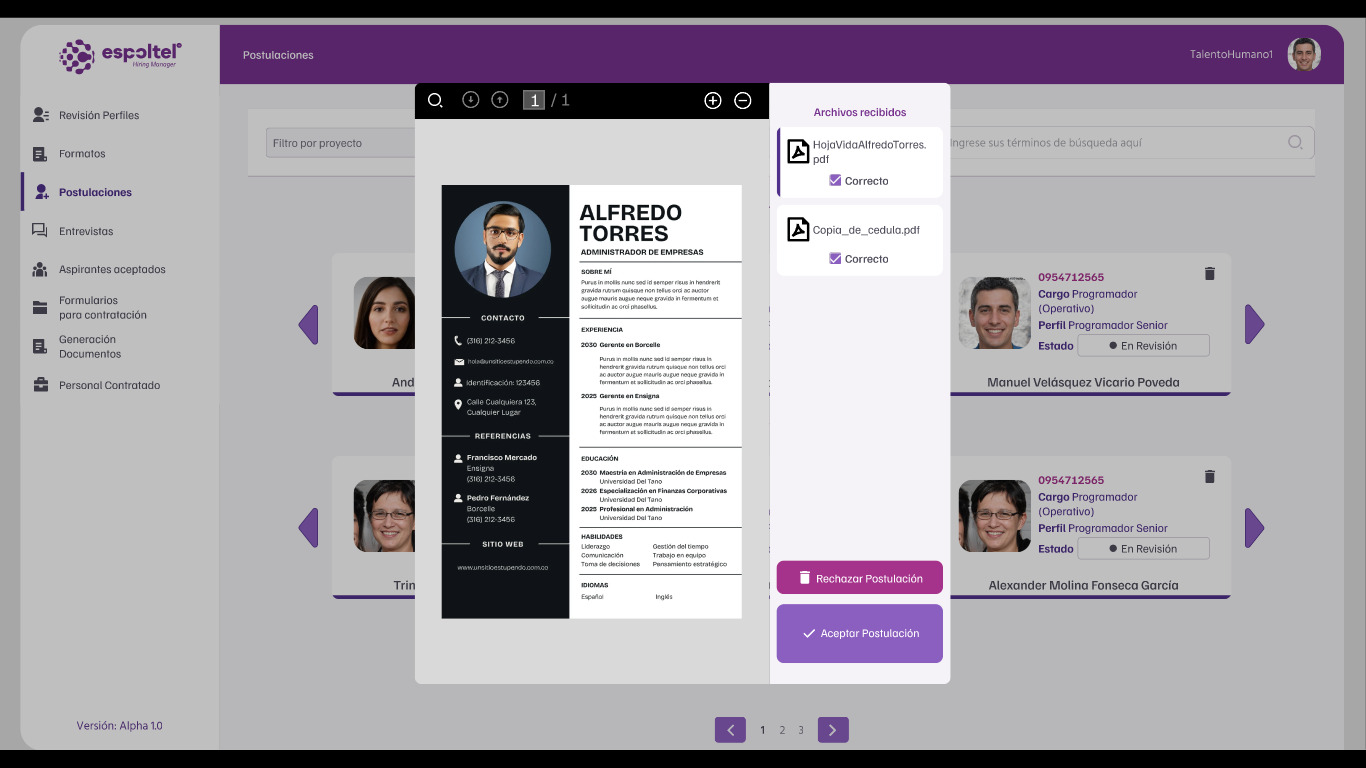 espoltel
Hiring Manager
Postulaciones
TalentoHumano1
Revisión Perfiles
Formatos
Postulaciones
Entrevistas
Aspirantes aceptados
Formularios
para contratación
Generación
Documentos
Personal Contratado
Versión: Alpha 1.0
Filtro por proyecto
Ingrese sus términos de búsqueda aquí
1 / 1
ALFREDO
TORRES
ADMINISTRADOR DE EMPRESAS
SOBRE MÍ
Purus in mollis nunc sed id semper risus in hendrerit
gravida rutrum quisque non tellus orci ac auctor
augue mauris augue neque gravida in fermentum et
sollicitudin ac orci phasellus.
CONTACTO
(316) 212-3456
hola@unsitioestupendo.com.co
Identificación: 123456
Calle Cualquiera 123,
Cualquier Lugar
REFERENCIAS
Francisco Mercado
Ensigna
(316) 212-3456
Pedro Fernández
Borcelle
(316) 212-3456
SITIO WEB
www.unsitioestupendo.com.co
EXPERIENCIA
2030 Gerente en Borcelle
Purus in mollis nunc sed id semper risus in
hendrerit gravida rutrum quisque non tellus orci
ac auctor augue mauris augue neque gravida in
fermentum et sollicitudin ac orci phasellus.
2025 Gerente en Ensigna
Purus in mollis nunc sed id semper risus in
hendrerit gravida rutrum quisque non tellus orci
ac auctor augue mauris augue neque gravida in
fermentum et sollicitudin ac orci phasellus.
EDUCACIÓN
2030 Maestría en Administración de Empresas
Universidad Del Tano
2026 Especialización en Finanzas Corporativas
Universidad Del Tano
2025 Profesional en Administración
Universidad Del Tano
HABILIDADES
Liderazgo Gestión del tiempo
Comunicación Trabajo en equipo
Toma de decisiones Pensamiento estratégico
IDIOMAS
Español Inglés
Archivos recibidos
HojaVidaAlfredoTorres.
pdf
Correcto
Copia_de_cedula.pdf
Correcto
Rechazar Postulación
Aceptar Postulación
And
0954712565
Cargo Programador
(Operativo)
Perfil Programador Senior
Estado En Revisión
Manuel Velásquez Vicario Poveda
Trin
0954712565
Cargo Programador
(Operativo)
Perfil Programador Senior
Estado En Revisión
Alexander Molina Fonseca García
1 2 3